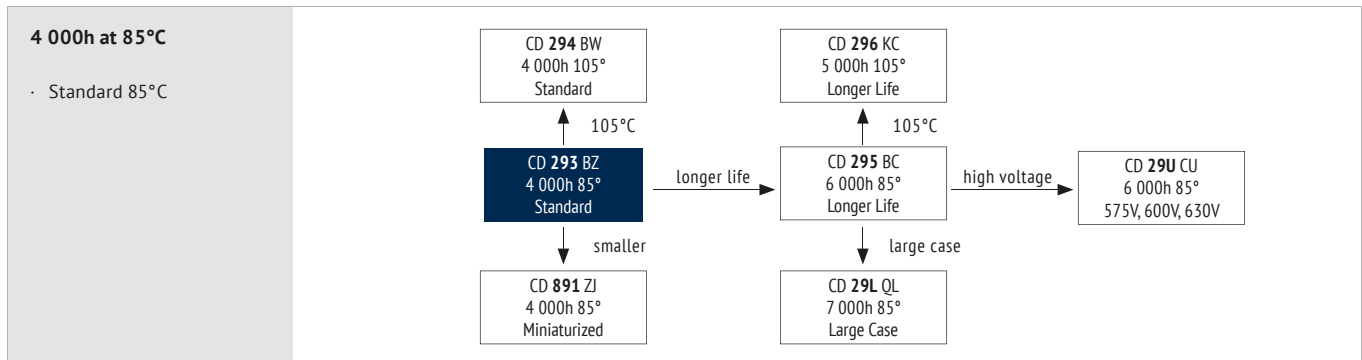 4 000h at 85°C
· Standard 85°C
CD 294 BW
4 000h 105°
Standard
CD 296 KC
5 000h 105°
Longer Life
105°C
105°C
CD 293 BZ
4 000h 85°
Standard
longer life
CD 295 BC
6 000h 85°
Longer Life
high voltage
CD 29U CU
6 000h 85°
575V, 600V, 630V
smaller
large case
CD 891 ZJ
4 000h 85°
Miniaturized
CD 29L QL
7 000h 85°
Large Case